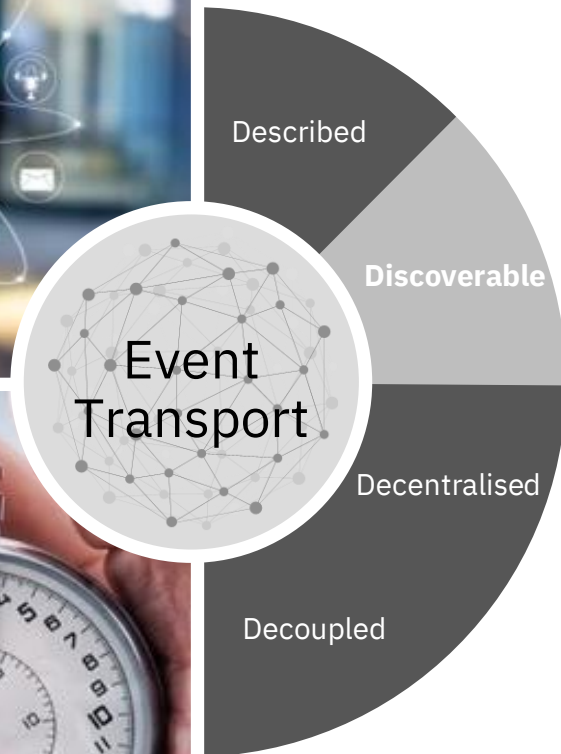 Described
Discoverable
Event
Transport
Decentralised
Decoupled